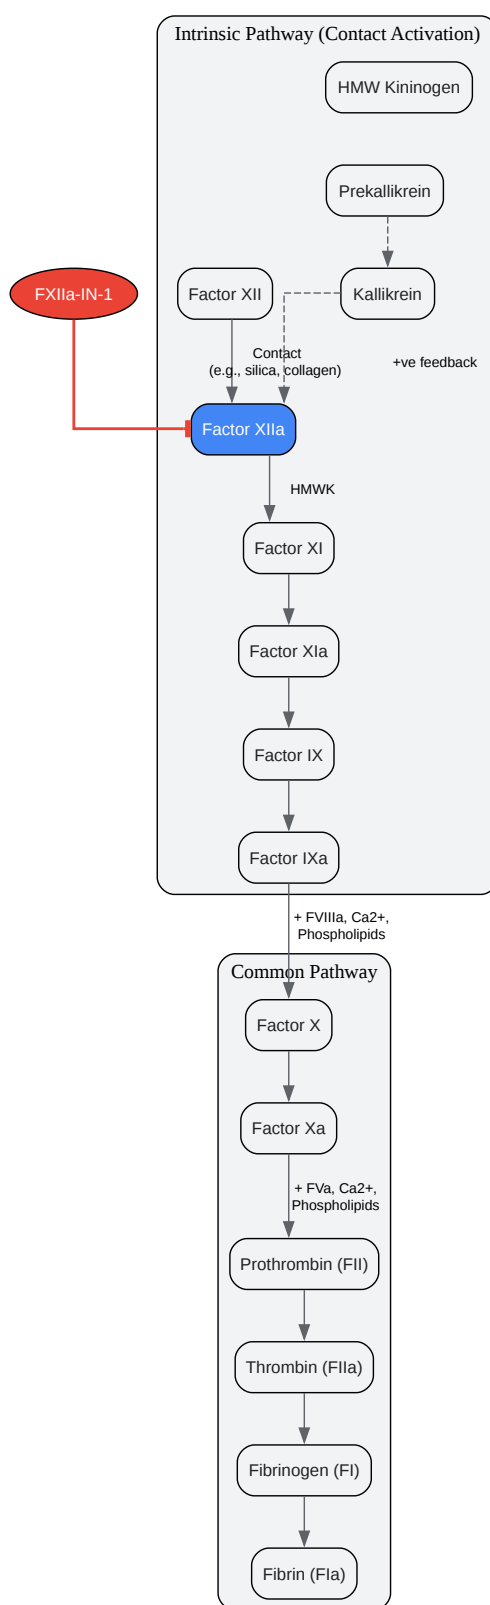 Intrinsic Pathway (Contact Activation)
HMW Kininogen
Prekallikrein
FXIIa-IN-1
Factor XII
Kallikrein
Contact
(e.g., silica, collagen)
+ve feedback
Factor XIIa
HMWK
Factor XI
Factor XIa
Factor IX
Factor IXa
+ FVIIIa, Ca2+,
Phospholipids
Common Pathway
Factor X
Factor Xa
+ FVa, Ca2+,
Phospholipids
Prothrombin (FII)
Thrombin (FIIa)
Fibrinogen (FI)
Fibrin (FIa)